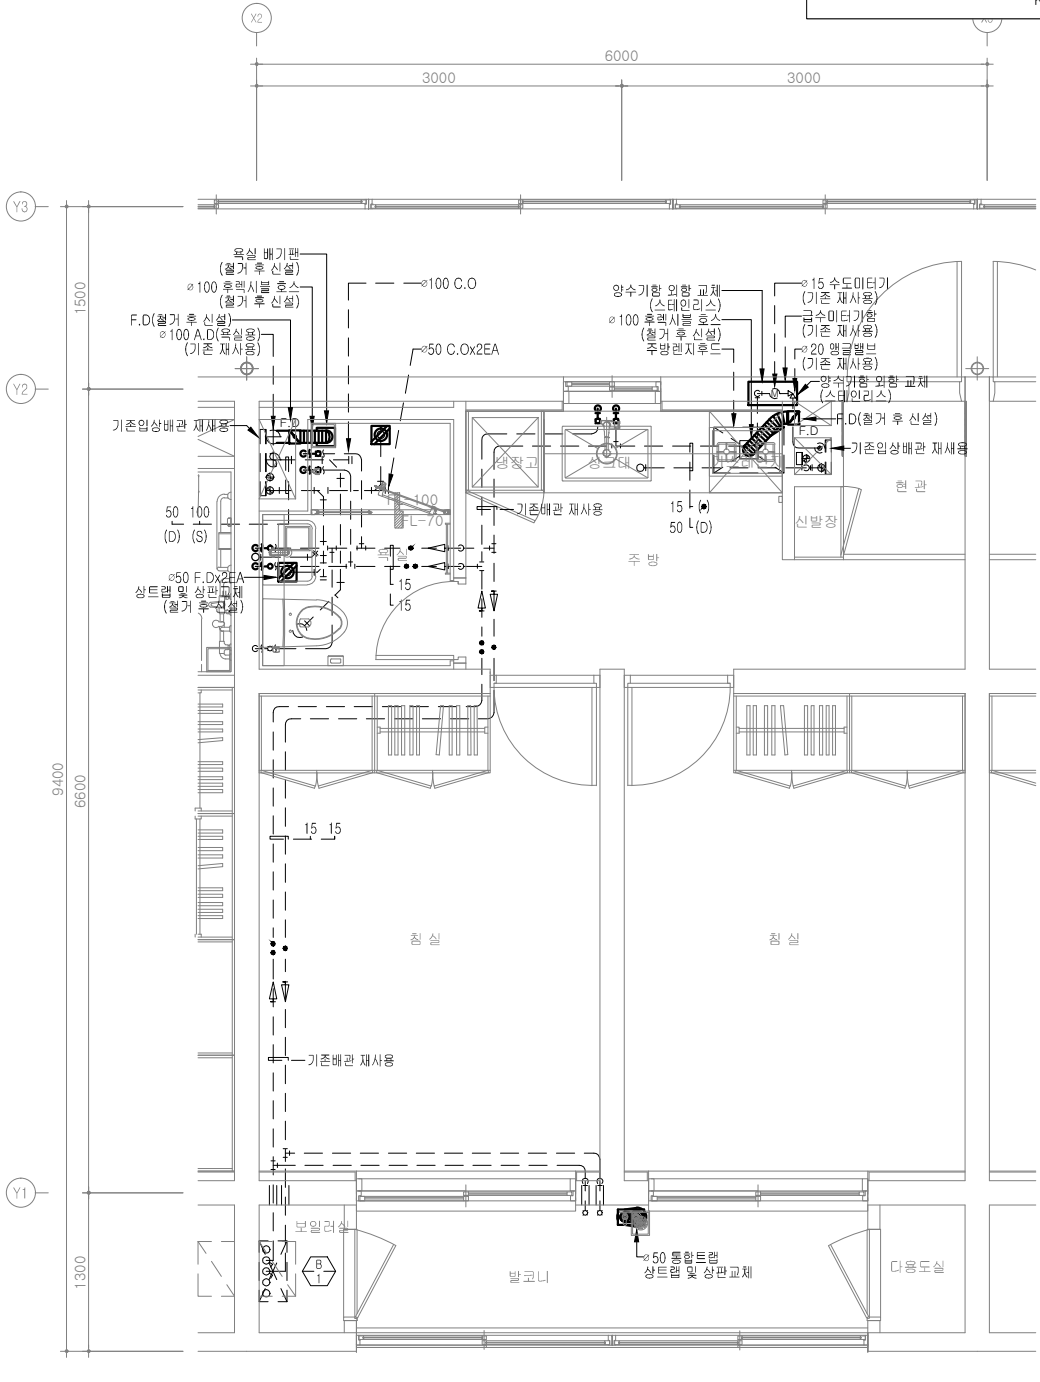 X2
6000
3000
3000
Y3
욕실 배기팬
(철거 후 신설)
⌀100 후렉시블 호스
(철거 후 신설)
F.D(철거 후 신설)
⌀100 A.D(욕실용)
(기존 재사용)
⌀100 C.O
⌀50 C.Ox2EA
양수기함 외함 교체
(스테인리스)
⌀100 후렉시블 호스
(철거 후 신설)
주방렌지후드
⌀15 수도미터기
(기존 재사용)
급수미터기함
(기존 재사용)
⌀20 앵글밸브
(기존 재사용)
양수기함 외함 교체
(스테인리스)
F.D(철거 후 신설)
F.D
기존입상배관 재사용
1500
Y2
기존입상배관 재사용
F.D
냉장고
싱크대
현 관
신발장
-100
FL-70
기존배관 재사용
15
50 (D)
50 100
(D) (S)
욕실
주 방
⌀50 F.Dx2EA
상트랩 및 상판교체
(철거 후 신설)
15
15
9400
6600
15 15
침 실
침 실
기존배관 재사용
Y1
보일러실
B
1
1300
⌀50 통합트랩
상트랩 및 상판교체
발코니
다용도실